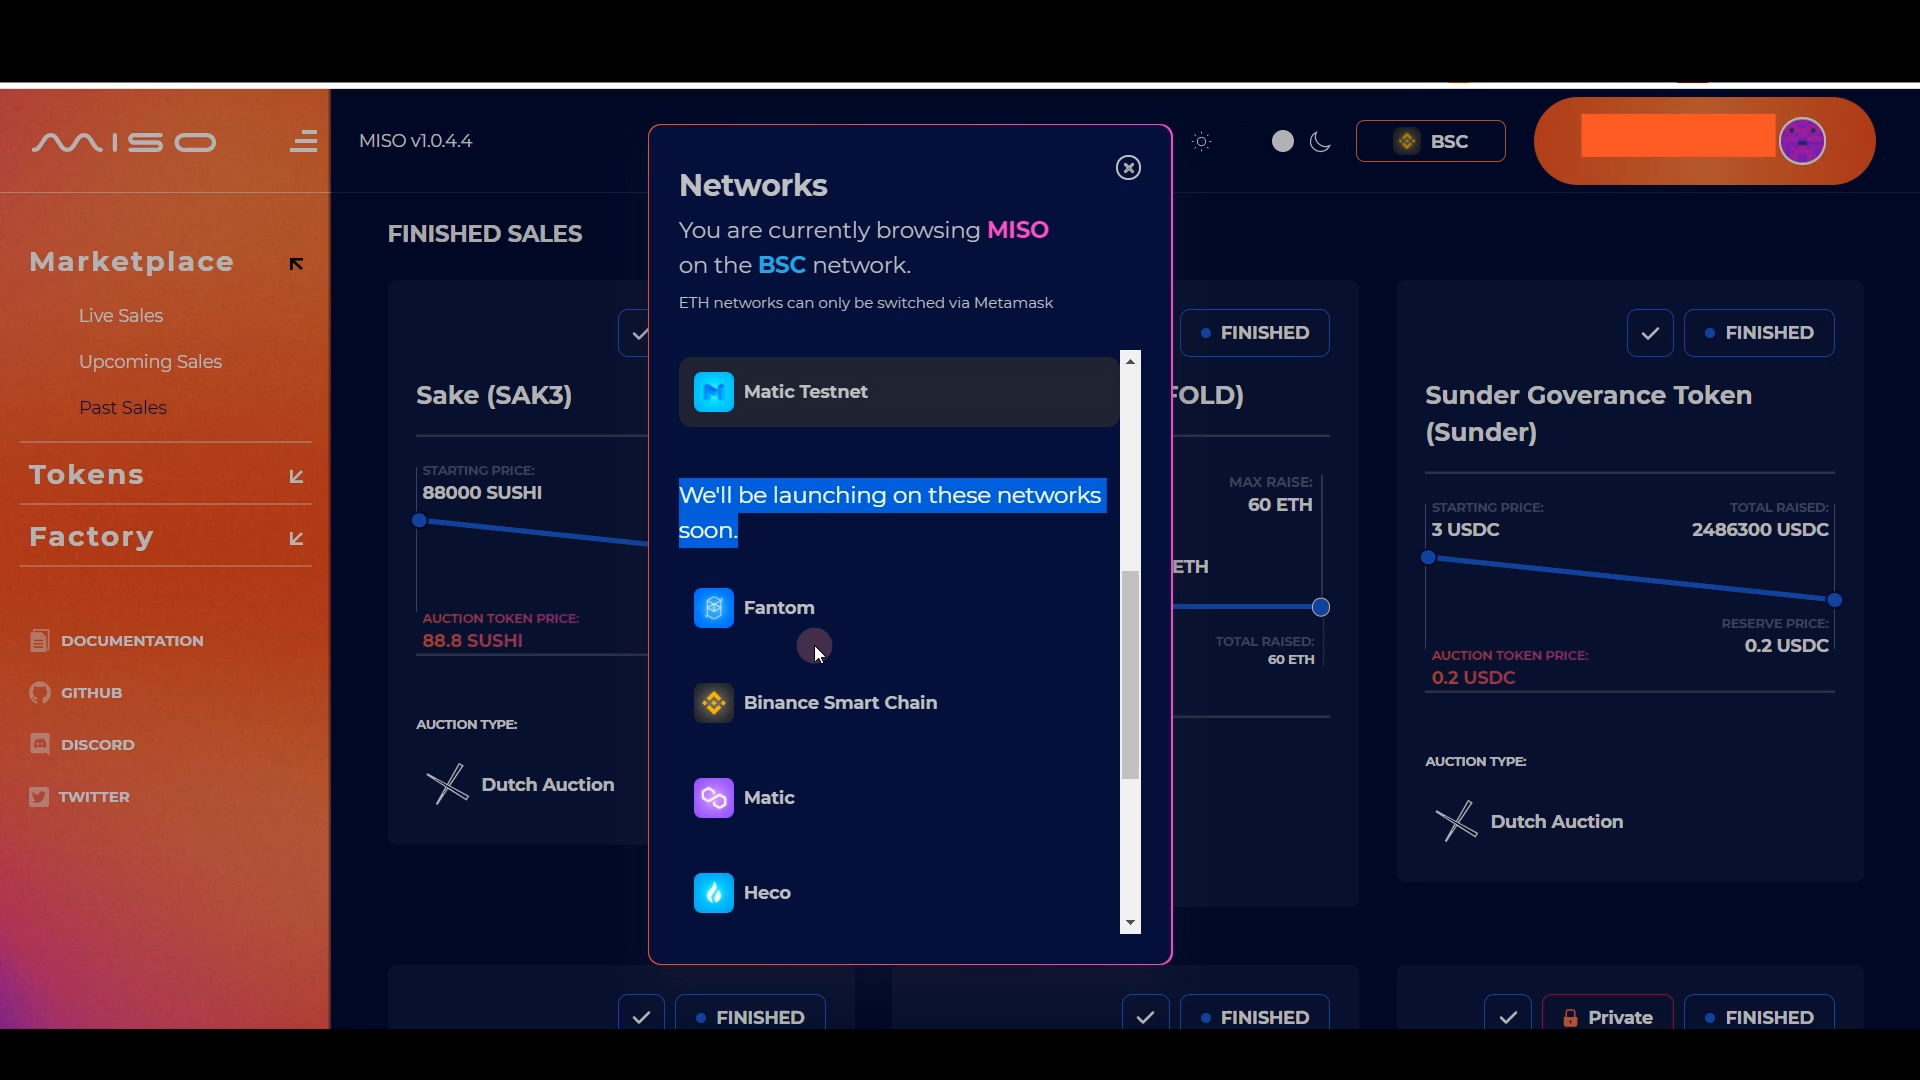 MISO
MISO v1.0.4.4
BSC
Marketplace
Live Sales
Upcoming Sales
Past Sales
Tokens
Factory
DOCUMENTATION
GITHUB
DISCORD
TWITTER
FINISHED SALES
Sake (SAK3)
STARTING PRICE:
88000 SUSHI
AUCTION TOKEN PRICE:
88.8 SUSHI
AUCTION TYPE:
Dutch Auction
Networks
You are currently browsing MISO
on the BSC network.
ETH networks can only be switched via Metamask
Matic Testnet
We'll be launching on these networks
soon.
Fantom
Binance Smart Chain
Matic
Heco
FINISHED
FOLD)
MAX RAISE:
60 ETH
ETH
TOTAL RAISED:
60 ETH
FINISHED
Sunder Goverance Token
(Sunder)
STARTING PRICE:
3 USDC
TOTAL RAISED:
2486300 USDC
AUCTION TOKEN PRICE:
0.2 USDC
RESERVE PRICE:
0.2 USDC
AUCTION TYPE:
Dutch Auction
FINISHED
FINISHED
Private
FINISHED